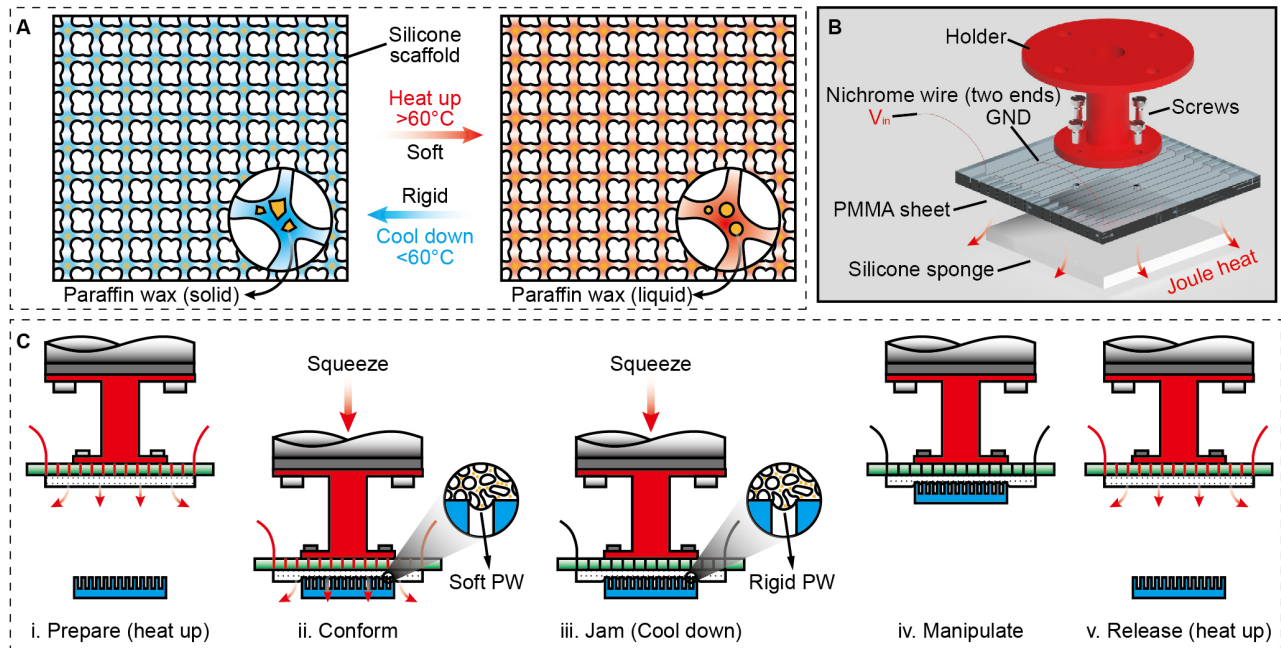 A
Silicone
scaffold
Heat up
>60°C
Soft
Rigid
Cool down
<60°C
Paraffin wax (solid)
Paraffin wax (liquid)
B
Holder
Nichrome wire (two ends)
Vin
GND
Screws
PMMA sheet
Silicone sponge
Joule heat
C
Squeeze
Squeeze
Soft PW
Rigid PW
i. Prepare (heat up)
ii. Conform
iii. Jam (Cool down)
iv. Manipulate
v. Release (heat up)